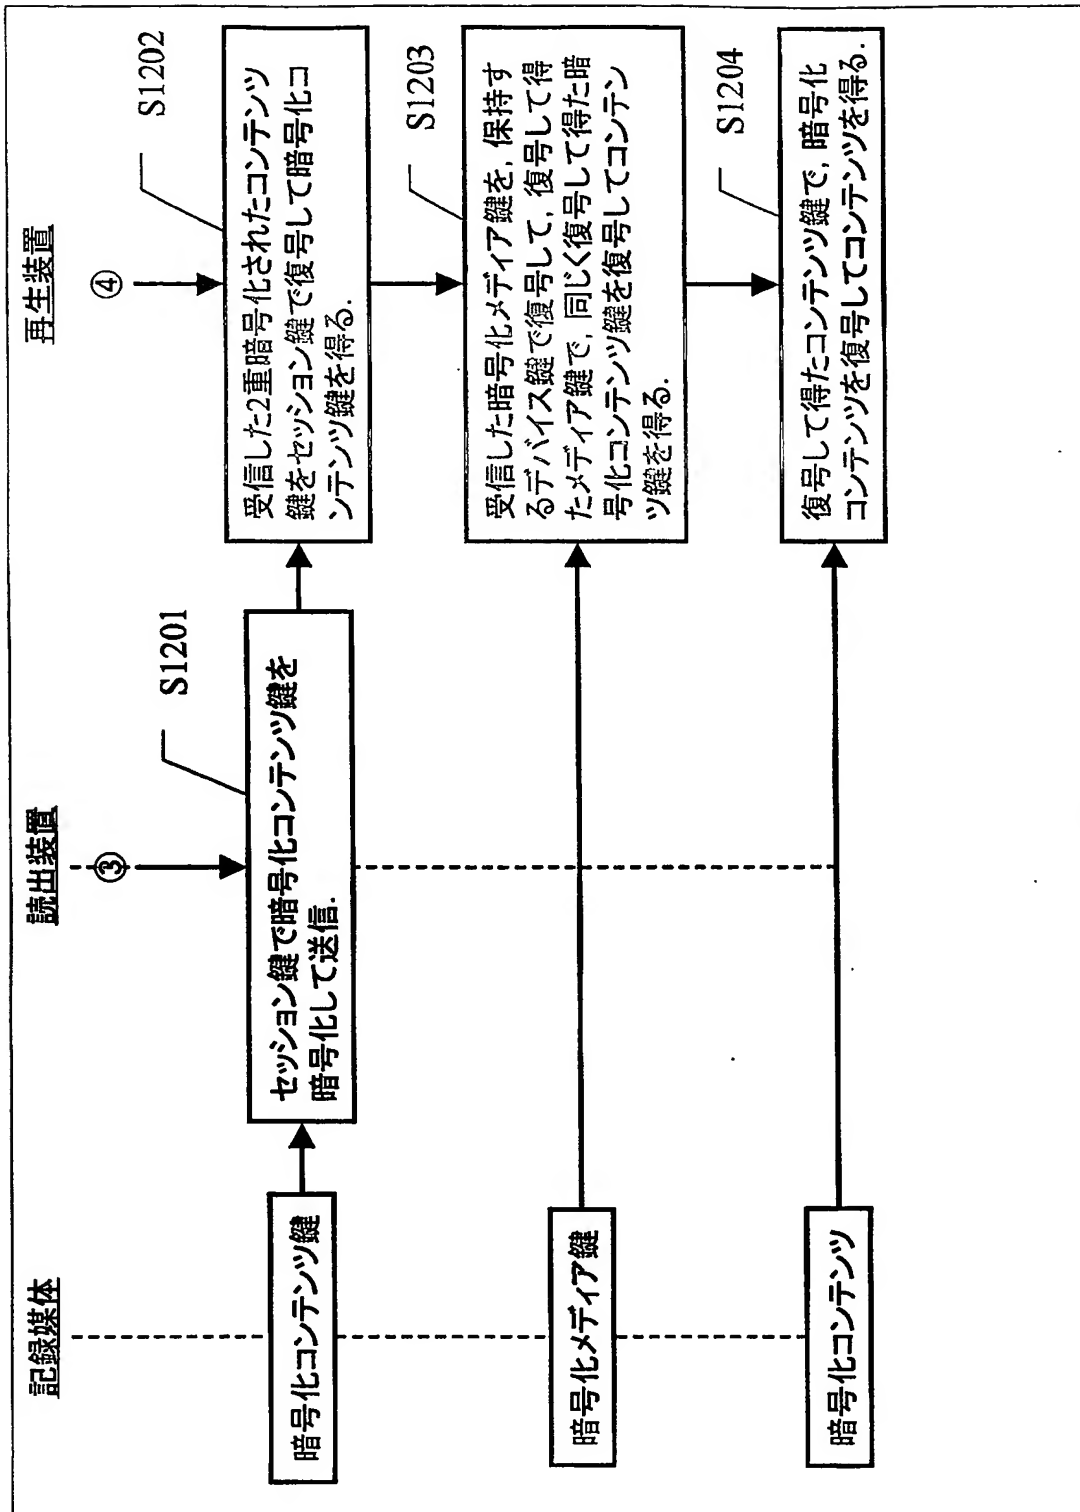 記録媒体
読出装置
再生装置
③
④
暗号化コンテンツ鍵
S1201
セッション鍵で暗号化コンテンツ鍵を
暗号化して送信.
S1202
受信した2重暗号化されたコンテンツ
鍵をセッション鍵で復号して暗号化コ
ンテンツ鍵を得る.
暗号化メディア鍵
S1203
受信した暗号化メディア鍵を, 保持す
るデバイス鍵で復号して, 復号して得
たメディア鍵で, 同じく復号して得た暗
号化コンテンツ鍵を復号してコンテン
ツ鍵を得る.
暗号化コンテンツ
S1204
復号して得たコンテンツ鍵で, 暗号化
コンテンツを復号してコンテンツを得る.